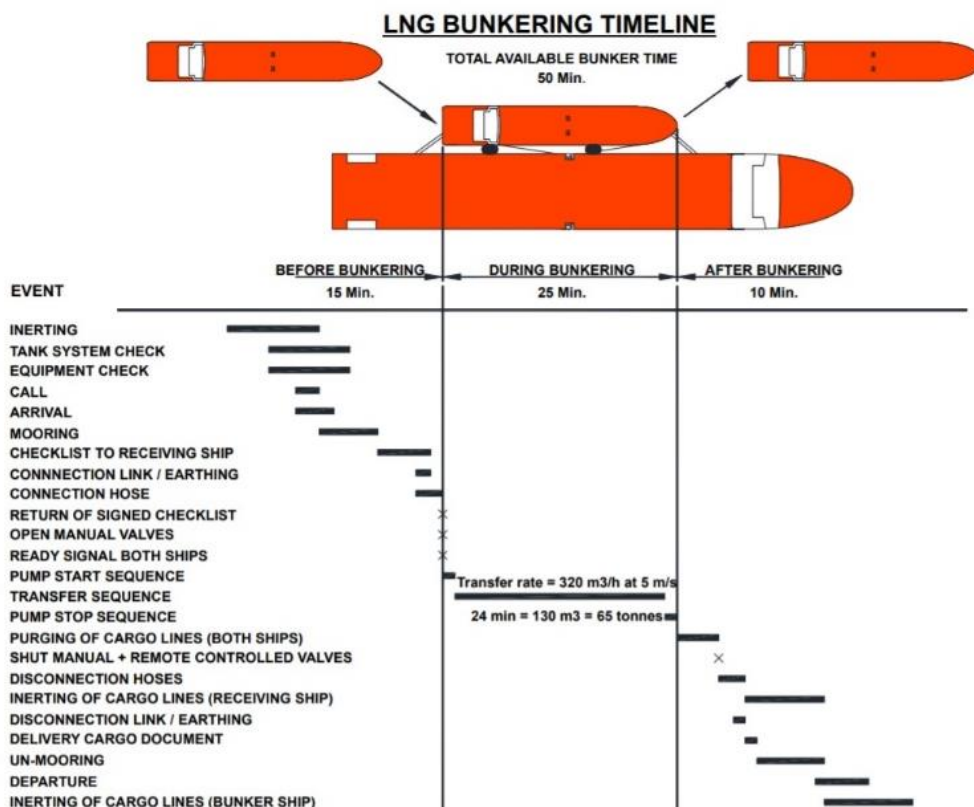 LNG BUNKERING TIMELINE
TOTAL AVAILABLE BUNKER TIME
50 Min.
BEFORE BUNKERING DURING BUNKERING AFTER BUNKERING
EVENT 15 Min. 25 Min. 10 Min.
INERTING
TANK SYSTEM CHECK
EQUIPMENT CHECK
CALL
ARRIVAL
MOORING
CHECKLIST TO RECEIVING SHIP
CONNNECTION LINK / EARTHING
CONNECTION HOSE
RETURN OF SIGNED CHECKLIST
OPEN MANUAL VALVES
READY SIGNAL BOTH SHIPS
PUMP START SEQUENCE
Transfer rate = 320 m3/h at 5 m/s
TRANSFER SEQUENCE
PUMP STOP SEQUENCE 24 min = 130 m3 = 65 tonnes
PURGING OF CARGO LINES (BOTH SHIPS)
SHUT MANUAL + REMOTE CONTROLLED VALVES
DISCONNECTION HOSES
INERTING OF CARGO LINES (RECEIVING SHIP)
DISCONNECTION LINK / EARTHING
DELIVERY CARGO DOCUMENT
UN-MOORING
DEPARTURE
INERTING OF CARGO LINES (BUNKER SHIP)